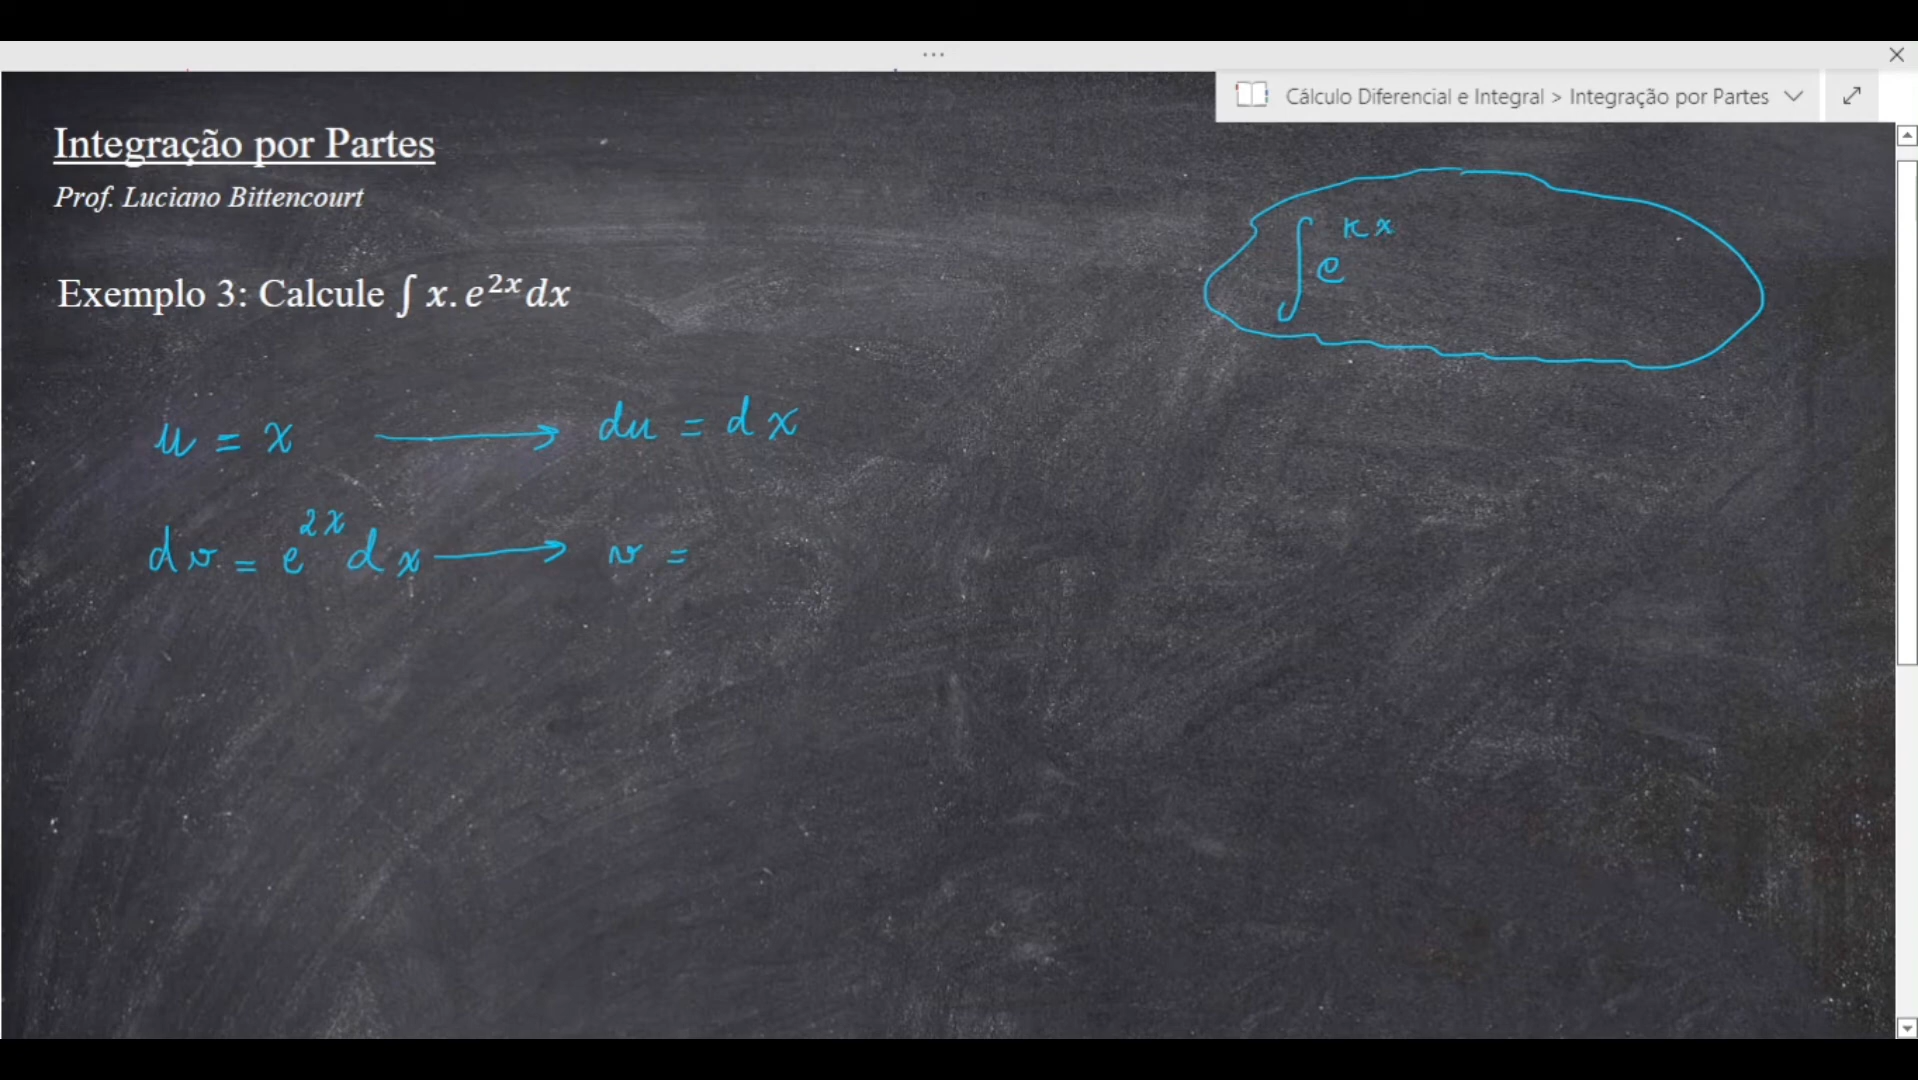 Cálculo Diferencial e Integral > Integração por Partes
Integração por Partes
Prof. Luciano Bittencourt
∫ e^{kx}
Exemplo 3: Calcule ∫ x. e^{2x} dx
u = x → du = dx
dv = e^{2x} dx → v =